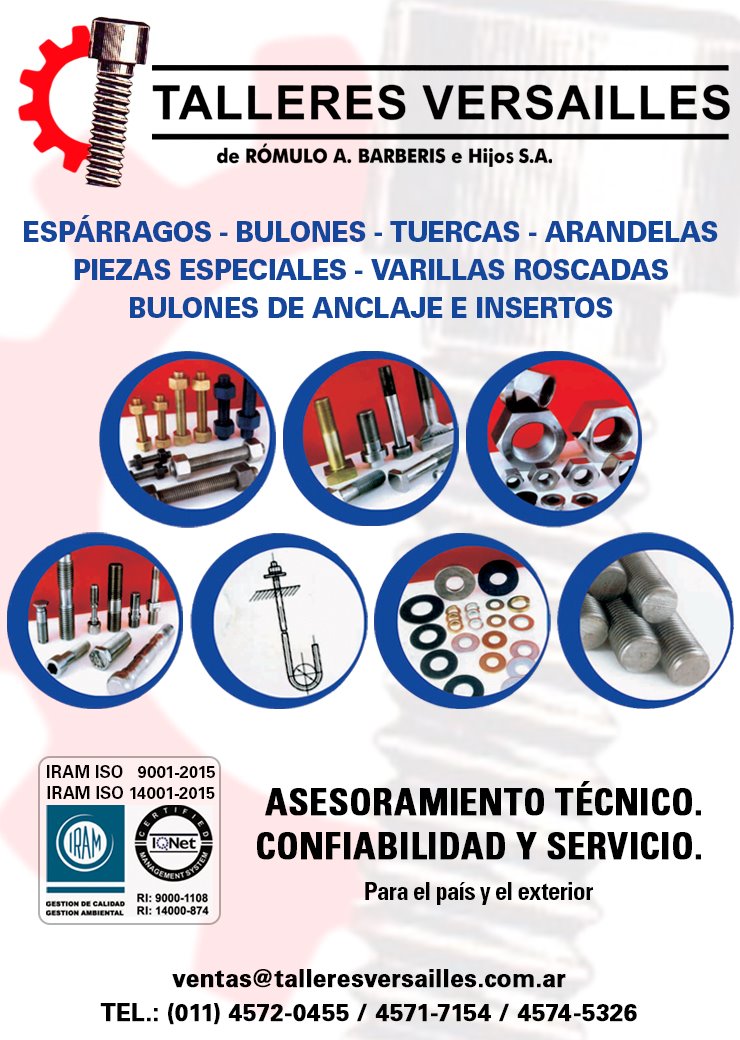 TALLERES VERSAILLES
de RÓMULO A. BARBERIS e Hijos S.A.
ESPÁRRAGOS - BULONES - TUERCAS - ARANDELAS
PIEZAS ESPECIALES - VARILLAS ROSCADAS
BULONES DE ANCLAJE E INSERTOS
IRAM ISO 9001-2015
IRAM ISO 14001-2015
IRAM
CERTIFIED
IQNet
MANAGEMENT SYSTEM
GESTION DE CALIDAD
GESTION AMBIENTAL
RI: 9000-1108
RI: 14000-874
ASESORAMIENTO TÉCNICO.
CONFIABILIDAD Y SERVICIO.
Para el país y el exterior
ventas@talleresversailles.com.ar
TEL.: (011) 4572-0455 / 4571-7154 / 4574-5326